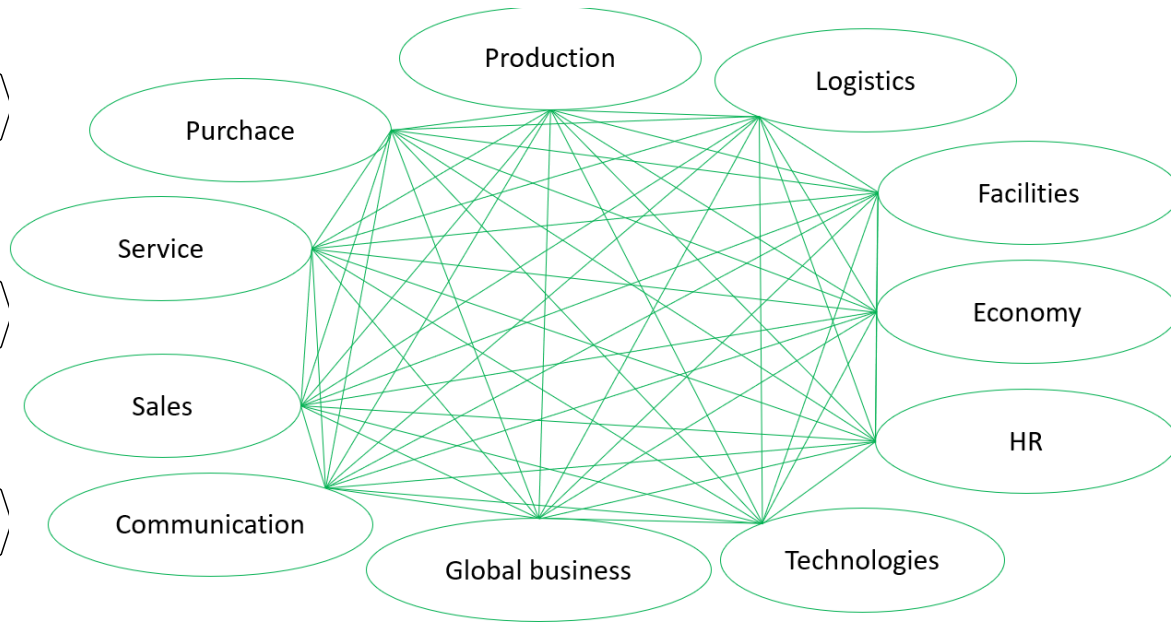 Production
Logistics
Purchace
Facilities
Service
Economy
Sales
HR
Communication
Technologies
Global business